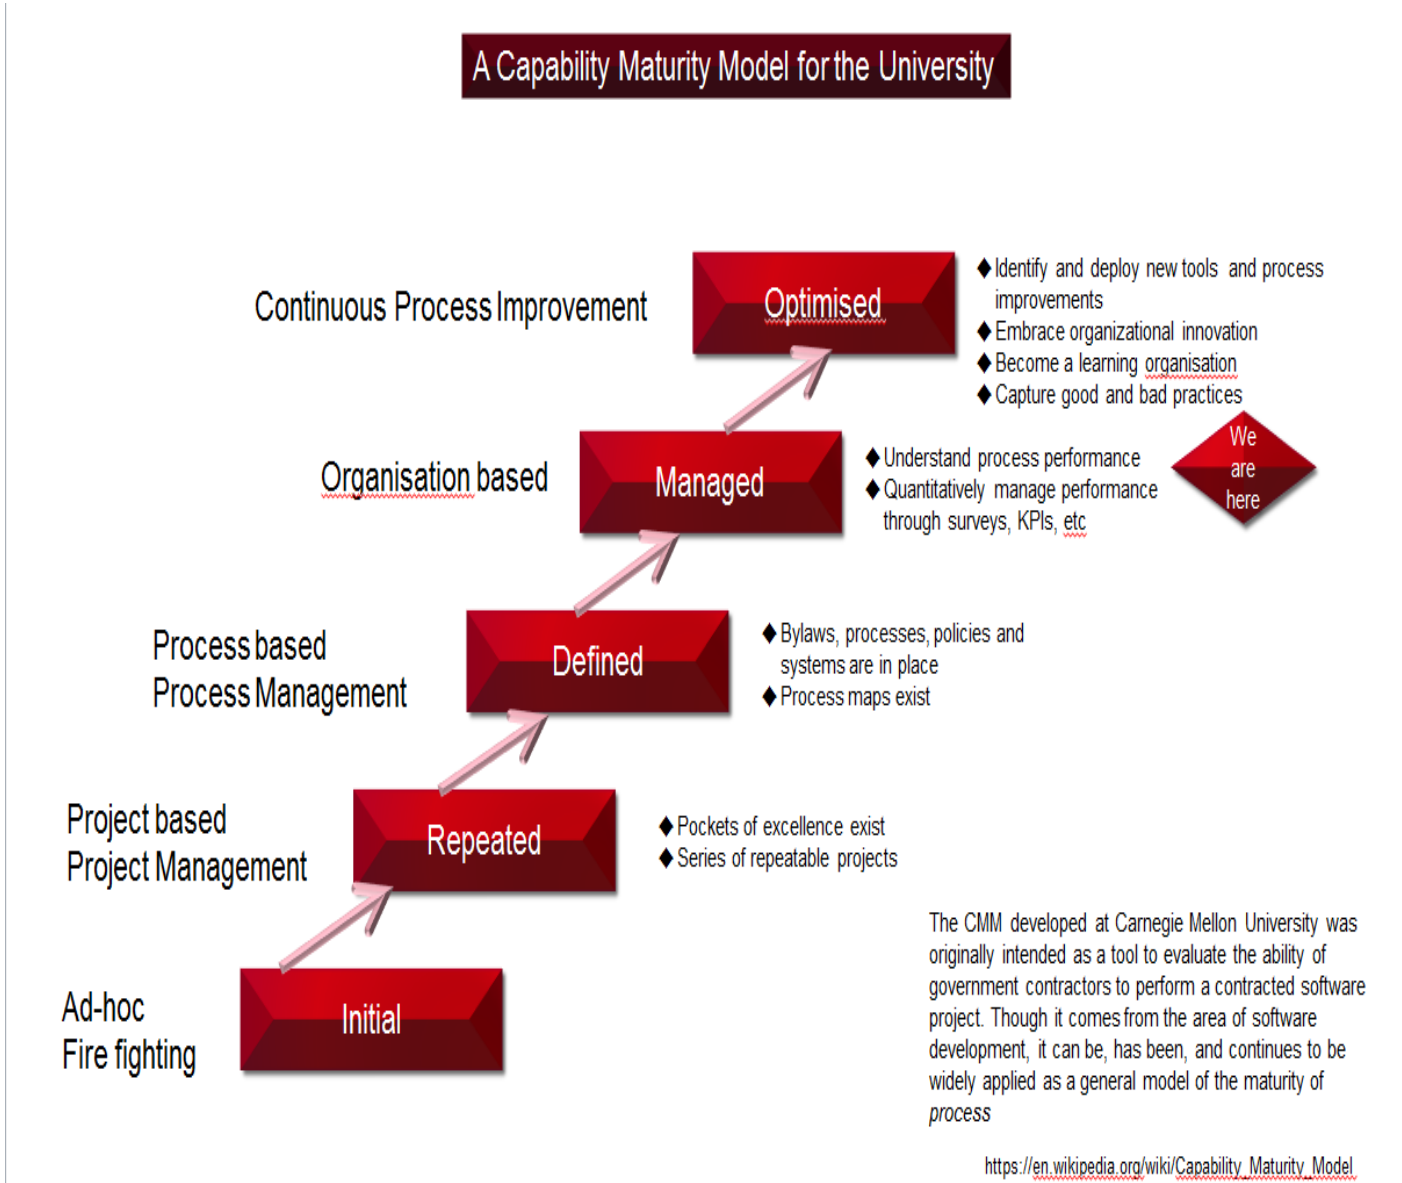 A Capability Maturity Model for the University
Continuous Process Improvement
Optimised
◆Identify and deploy new tools and process
improvements
◆Embrace organizational innovation
◆Become a learning organisation
◆Capture good and bad practices
Organisation based
Managed
◆Understand process performance
◆Quantitatively manage performance
through surveys, KPIs, etc
We
are
here
Process based
Process Management
Defined
◆Bylaws, processes, policies and
systems are in place
◆Process maps exist
Project based
Project Management
Repeated
◆Pockets of excellence exist
◆Series of repeatable projects
Ad-hoc
Fire fighting
Initial
The CMM developed at Carnegie Mellon University was
originally intended as a tool to evaluate the ability of
government contractors to perform a contracted software
project. Though it comes from the area of software
development, it can be, has been, and continues to be
widely applied as a general model of the maturity of
process
https://en.wikipedia.org/wiki/Capability_Maturity_Model